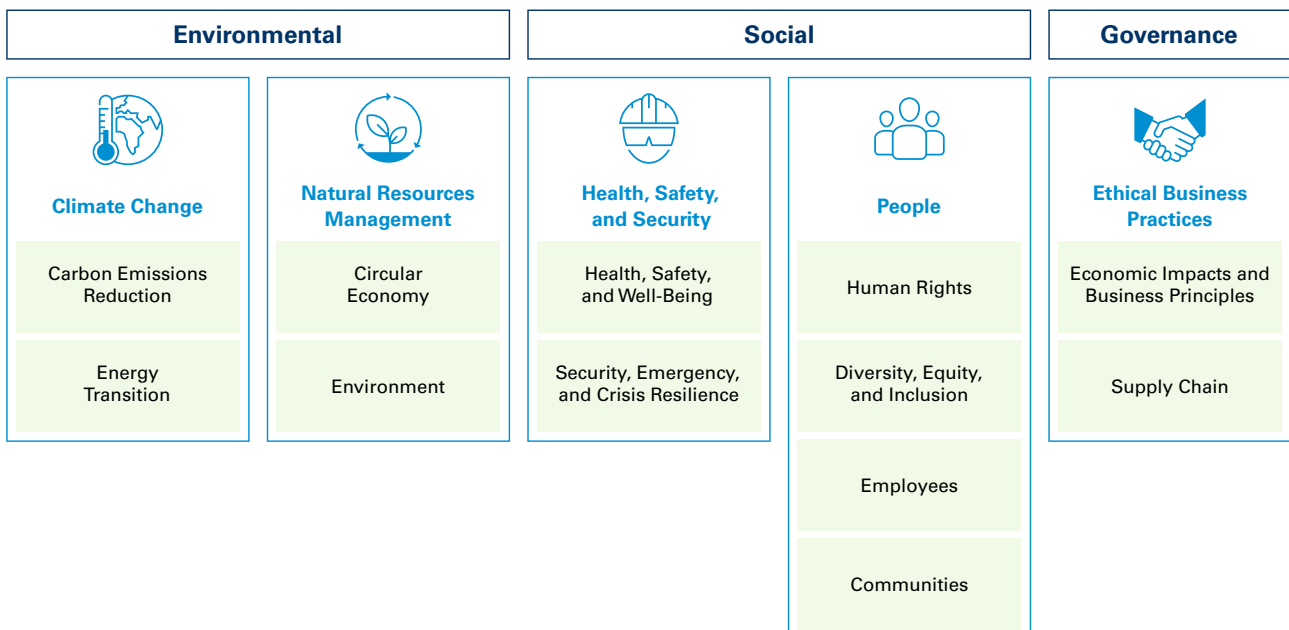 Environmental
Social
Governance
Climate Change
Carbon Emissions
Reduction
Energy
Transition
Natural Resources
Management
Circular
Economy
Environment
Health, Safety,
and Security
Health, Safety,
and Well-Being
Security, Emergency,
and Crisis Resilience
People
Human Rights
Diversity, Equity,
and Inclusion
Employees
Communities
Ethical Business
Practices
Economic Impacts and
Business Principles
Supply Chain